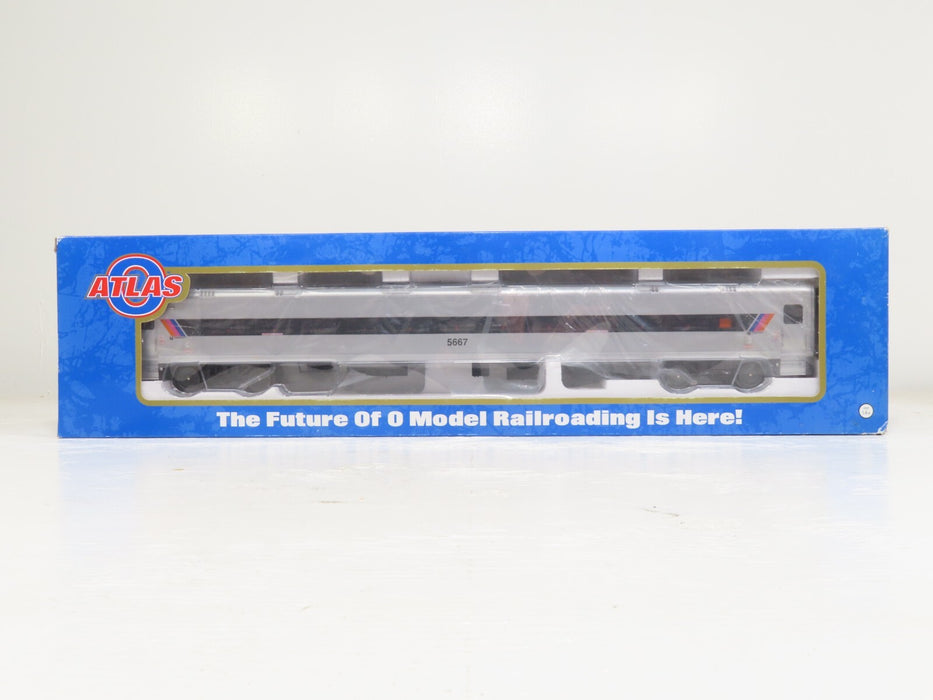 ATLAS
O
5667
The Future Of O Model Railroading Is Here!